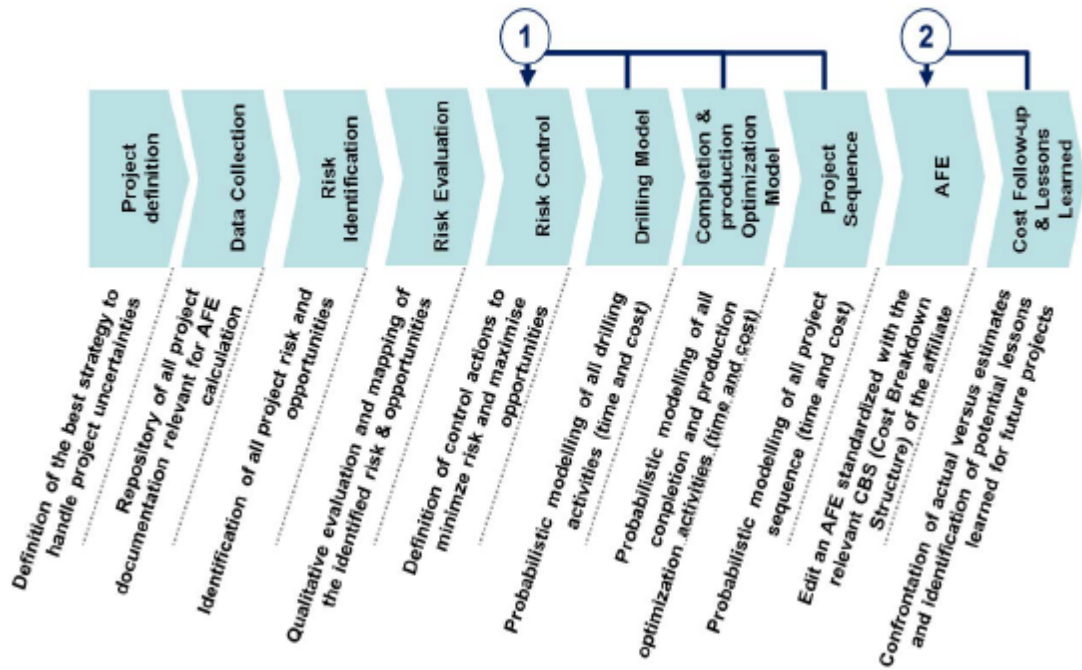 1
2
Project
definition
Data Collection
Risk
Identification
Risk Evaluation
Risk Control
Drilling Model
Completion &
production
Optimization
Model
Project
Sequence
AFE
Cost Follow-up
& Lessons
Learned
Definition of the best strategy to
handle project uncertainties
Repository of all project
documentation relevant for AFE
calculation
Identification of all project risk and
opportunities
Qualitative evaluation and mapping of
the identified risk & opportunities
Definition of control actions to
minimze risk and maximise
opportunities
Probabilistic modelling of all drilling
activities (time and cost)
Probabilistic modelling of all
conpletion and production
optimization activities (time and cost)
Probabilistic modelling of all project
sequence (time and cost)
Edit an AFE standardized with the
relevant CBS (Cost Breakdown
Structure) of the affiliate
Confrontation of actual versus estimates
and identification of potential lessons
learned for future projects